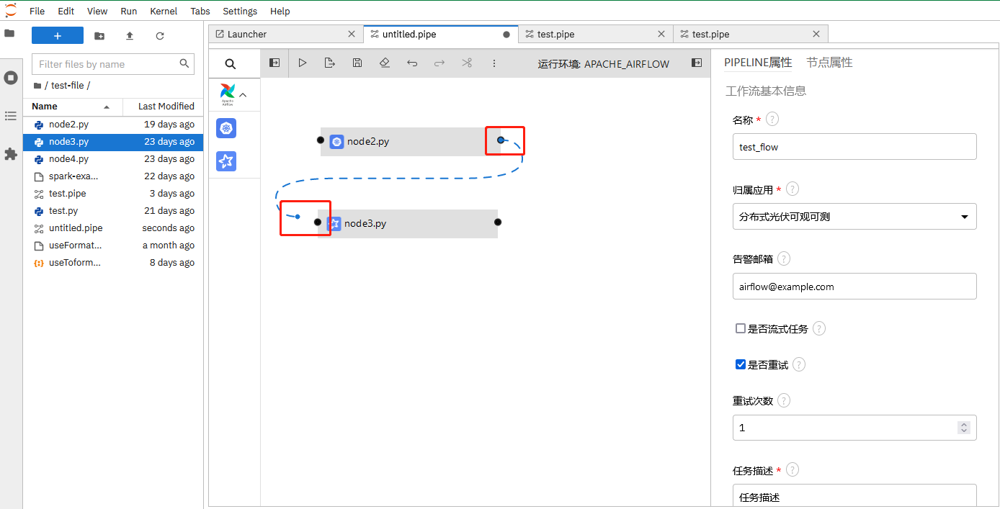 File Edit View Run Kernel Tabs Settings Help
+
Filter files by name
/ test-file /
Name Last Modified
node2.py 19 days ago
node3.py 23 days ago
node4.py 23 days ago
spark-exa... 22 days ago
test.pipe 3 days ago
test.py 21 days ago
untitled.pipe seconds ago
useFormat... a month ago
useToform... 8 days ago
Launcher
untitled.pipe
test.pipe
test.pipe
运行环境: APACHE_AIRFLOW
Apache
Airflow
node2.py
node3.py
PIPELINE属性 节点属性
工作流基本信息
名称 * ?
test_flow
归属应用 * ?
分布式光伏可观可测
告警邮箱 ?
airflow@example.com
是否流式任务 ?
是否重试 ?
重试次数 ?
1
任务描述 * ?
任务描述